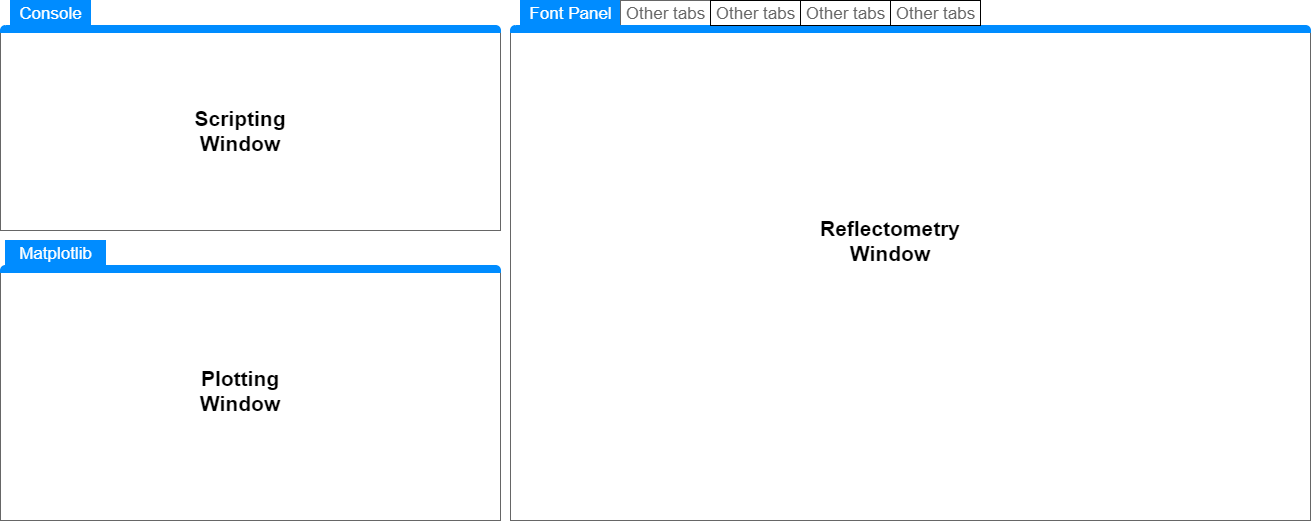 Console
Scripting
Window
Matplotlib
Plotting
Window
Font Panel Other tabs Other tabs Other tabs Other tabs
Reflectometry
Window